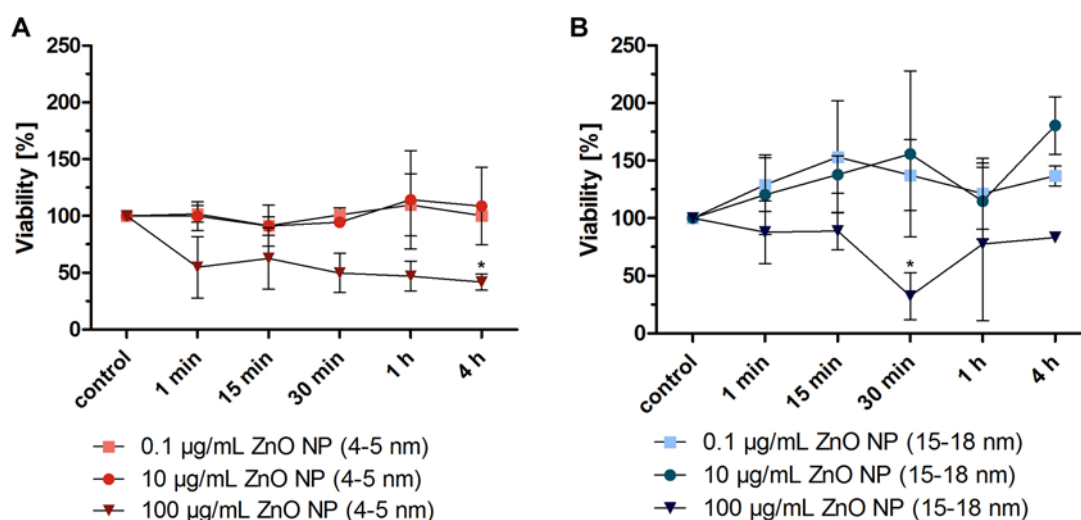 A
Viability [%]
250
200
150
100
50
0
control
1 min
15 min
30 min
1 h
4 h
*
0.1 µg/mL ZnO NP (4-5 nm)
10 µg/mL ZnO NP (4-5 nm)
100 µg/mL ZnO NP (4-5 nm)
B
Viability [%]
250
200
150
100
50
0
control
1 min
15 min
30 min
1 h
4 h
*
0.1 µg/mL ZnO NP (15-18 nm)
10 µg/mL ZnO NP (15-18 nm)
100 µg/mL ZnO NP (15-18 nm)